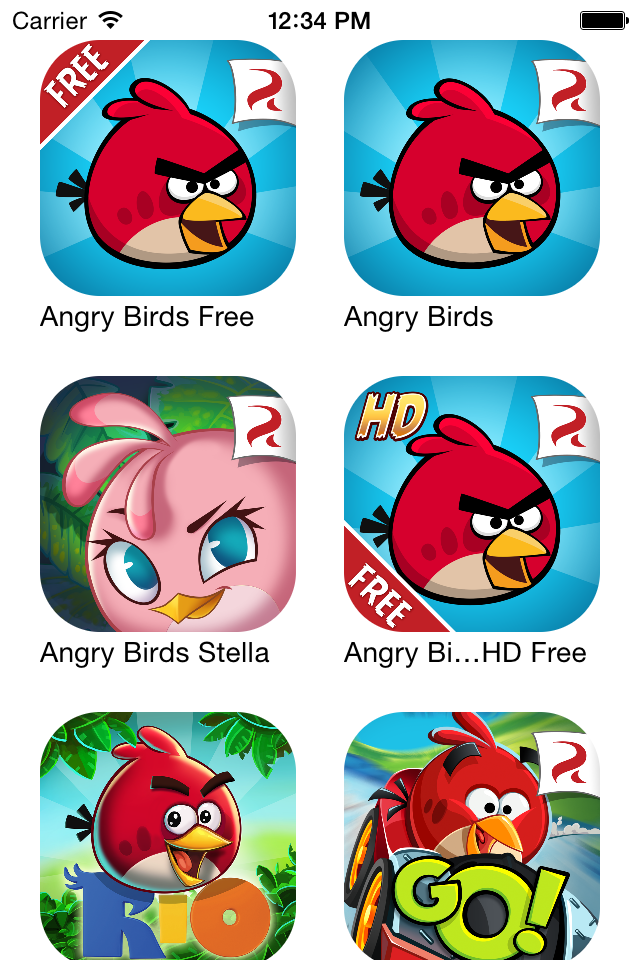 Carrier 12:34 PM
FREE
Angry Birds Free Angry Birds
HD
FREE
Angry Birds Stella Angry Bi...HD Free
RIO GO!